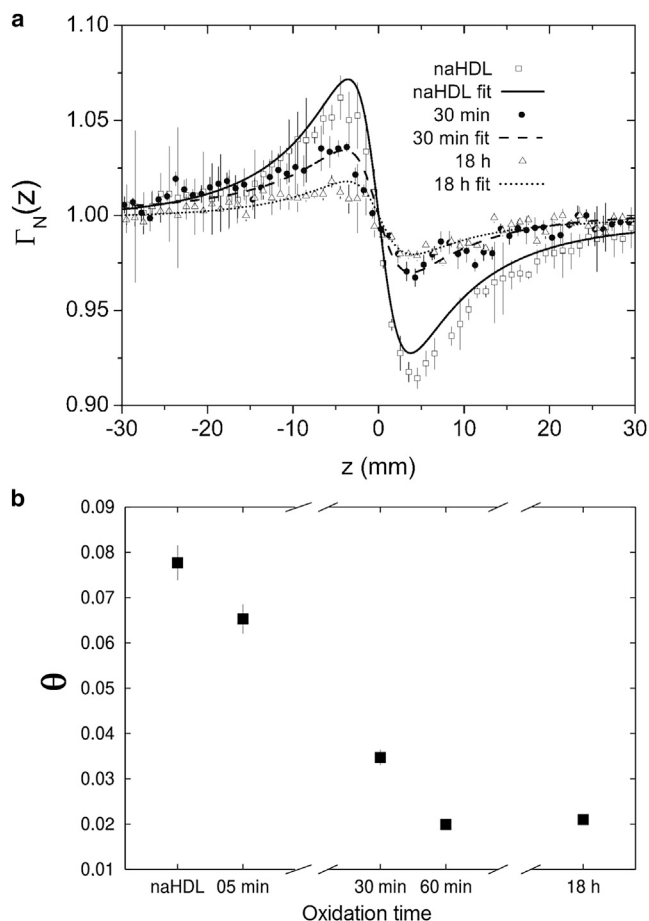 a
1.10
1.05
1.00
0.95
0.90
Γ_N(z)
naHDL
naHDL fit
30 min
30 min fit
18 h
18 h fit
-30 -20 -10 0 10 20 30
z (mm)
b
0.09
0.08
0.07
0.06
0.05
0.04
0.03
0.02
0.01
θ
naHDL 05 min 30 min 60 min 18 h
Oxidation time